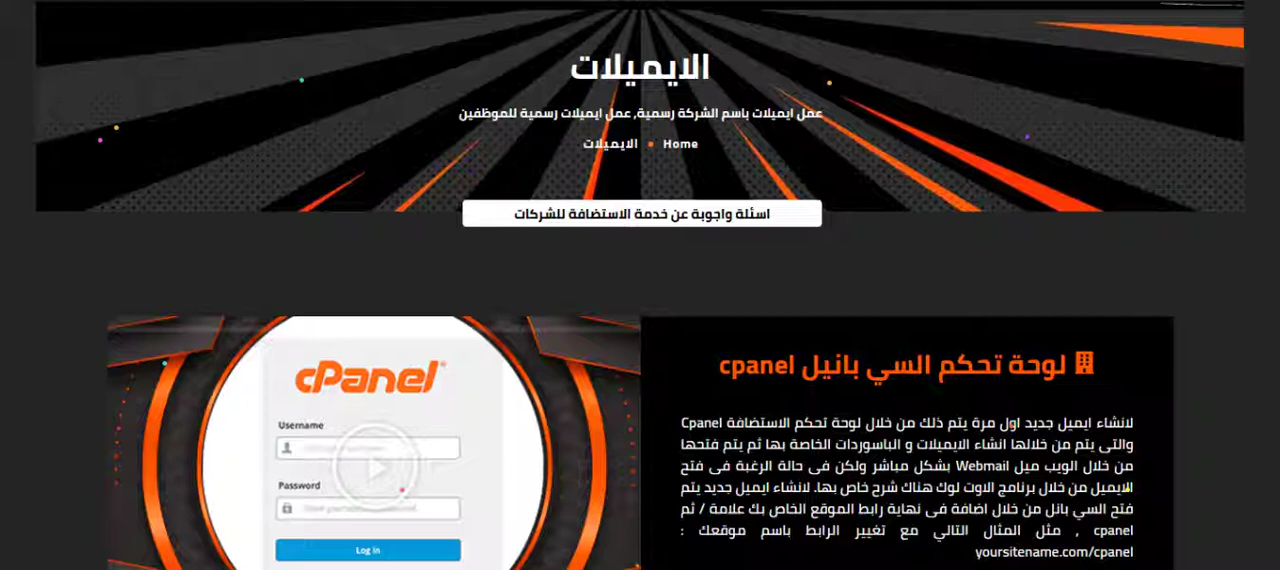 الايميلات
عمل ايميلات باسم الشركة رسمية, عمل ايميلات رسمية للموظفين
Home • الايميلات
اسئلة واجوبة عن خدمة الاستضافة للشركات
لوحة تحكم السي بانيل cpanel
لانشاء ايميل جديد اول مرة يتم ذلك من خلال لوحة تحكم الاستضافة Cpanel
والتى يتم من خلالها انشاء الايميلات و الباسوردات الخاصة بها ثم يتم فتحها
من خلال الويب ميل Webmail بشكل مباشر ولكن فى حالة الرغبة فى فتح
الايميل من خلال برنامج الاوت لوك هناك شرح خاص بها. لانشاء ايميل جديد يتم
فتح السي بانل من خلال اضافة فى نهاية رابط الموقع الخاص بك علامة / ثم
cpanel , مثل المثال التالي مع تغيير الرابط باسم موقعك :
yoursitename.com/cpanel
cPanel
Username
Password
Log in